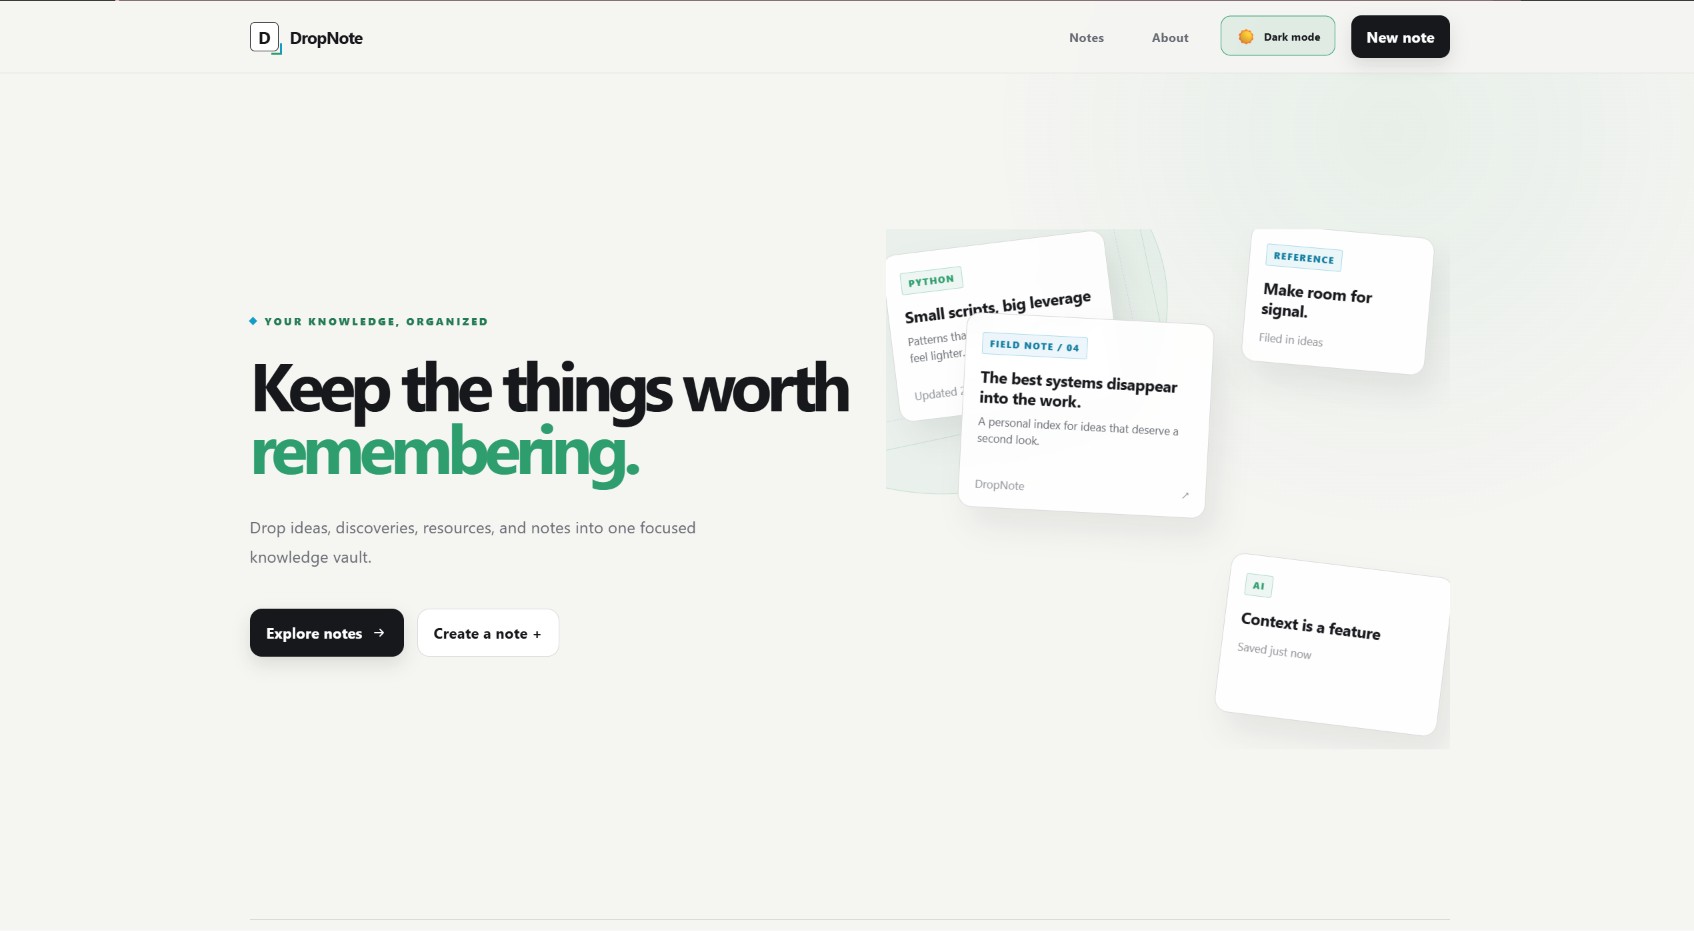 D DropNote
Notes
About
Dark mode
New note
YOUR KNOWLEDGE, ORGANIZED
Keep the things worth
remembering.
Drop ideas, discoveries, resources, and notes into one focused
knowledge vault.
Explore notes →
Create a note +
PYTHON
Small scripts, big leverage
Patterns
feel lighter.
Updated
FIELD NOTE / 04
The best systems disappear
into the work.
A personal index for ideas that deserve a
second look.
DropNote ↗
REFERENCE
Make room for
signal.
Filed in ideas
AI
Context is a feature
Saved just now